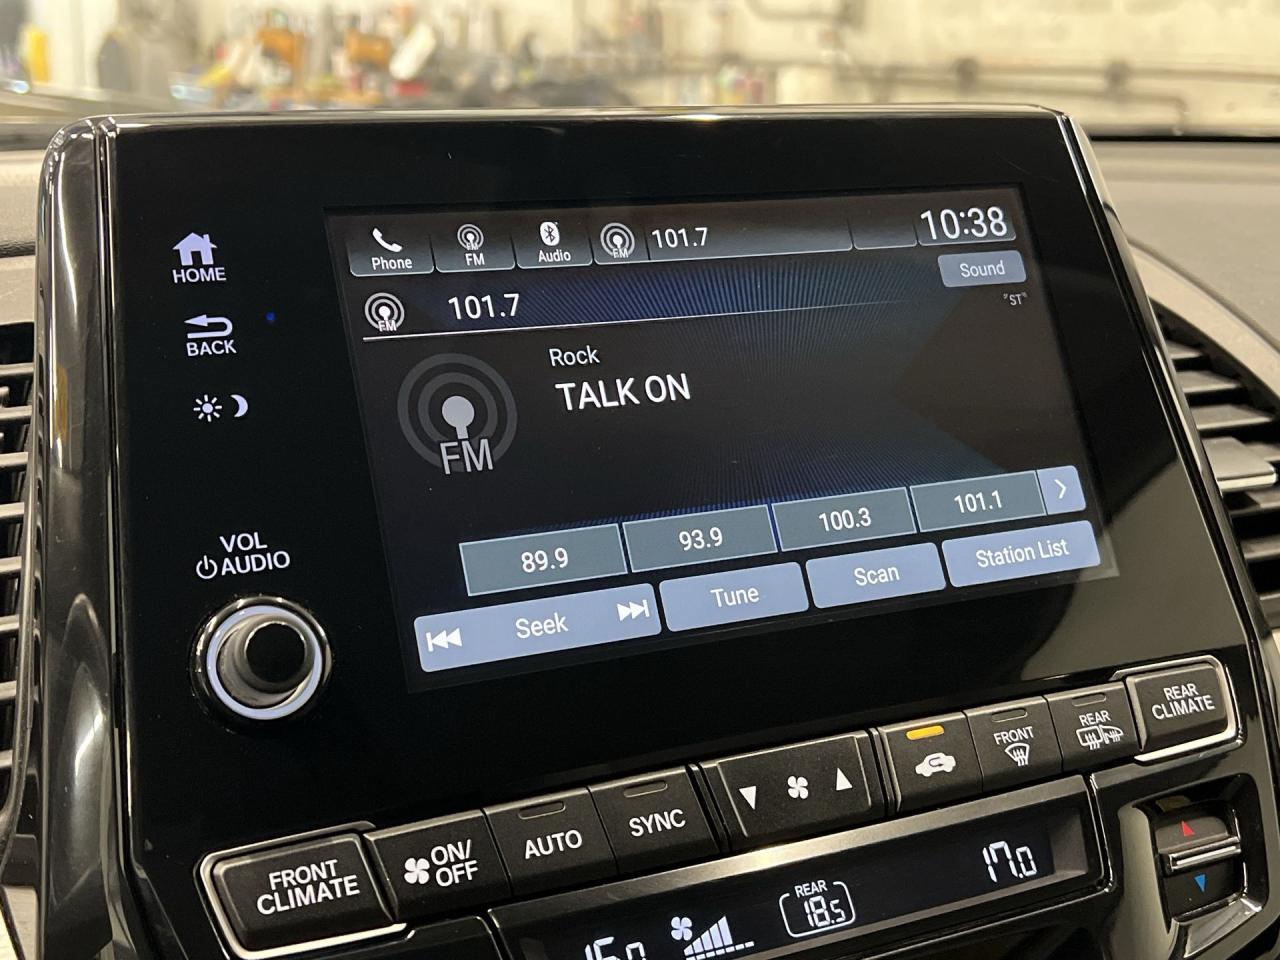 HOME
BACK
VOL
AUDIO
Phone
FM
Audio
FM
101.7
10:38
Sound
FM
101.7
"ST"
Rock
TALK ON
FM
89.9
93.9
100.3
101.1
Seek
Tune
Scan
Station List
FRONT
CLIMATE
ON/
OFF
AUTO
SYNC
FRONT
REAR
REAR
CLIMATE
REAR
18.5
17.0